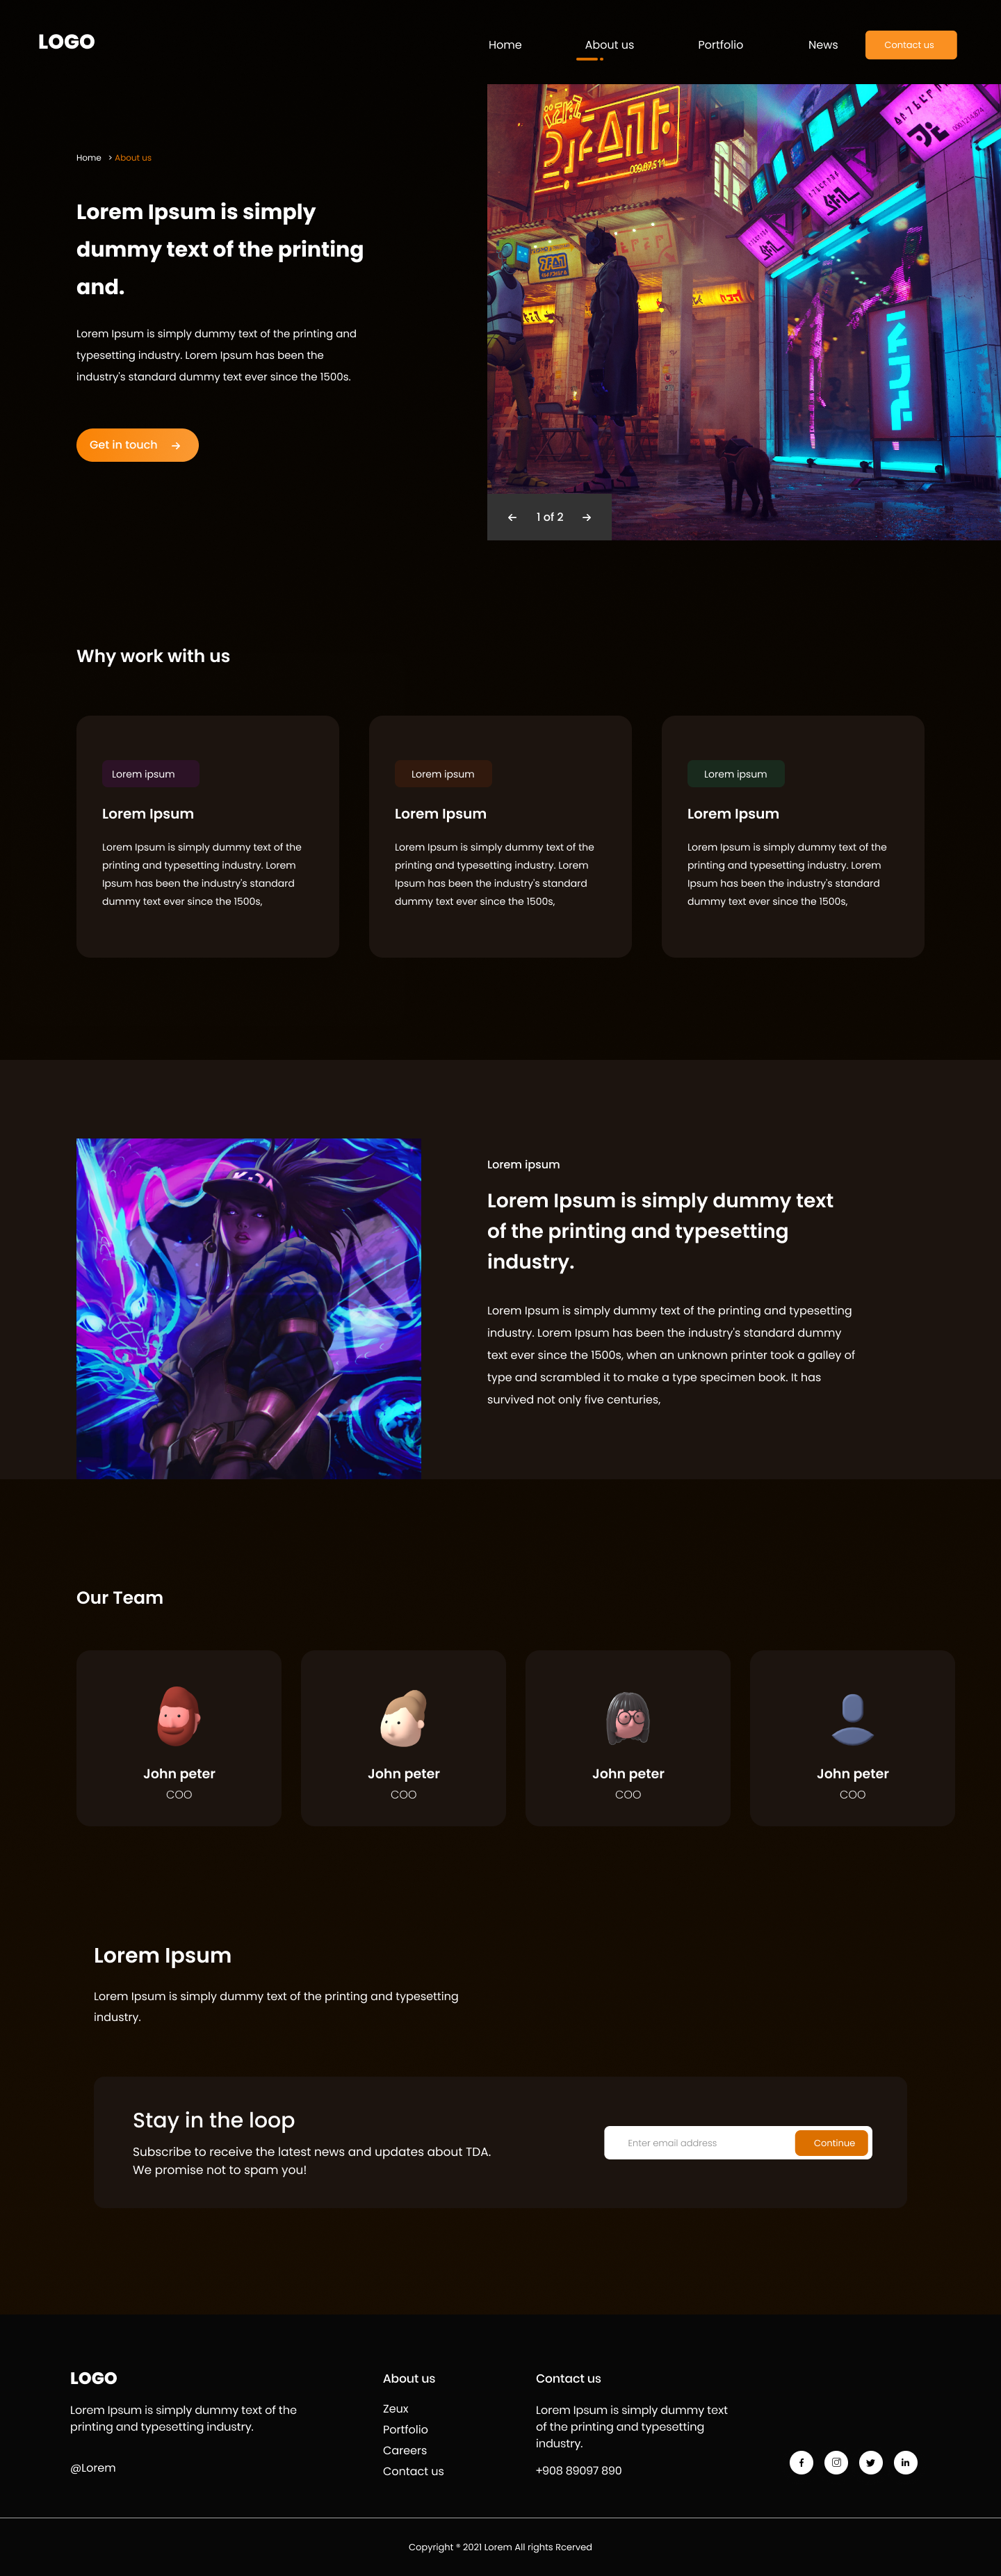 LOGO
Home
About us
Portfolio
News
Contact us
Home > About us
Lorem Ipsum is simply
dummy text of the printing
and.
Lorem Ipsum is simply dummy text of the printing and
typesetting industry. Lorem Ipsum has been the
industry's standard dummy text ever since the 1500s.
Get in touch →
← 1 of 2 →
Why work with us
Lorem ipsum
Lorem Ipsum
Lorem Ipsum is simply dummy text of the
printing and typesetting industry. Lorem
Ipsum has been the industry's standard
dummy text ever since the 1500s,
Lorem ipsum
Lorem Ipsum
Lorem Ipsum is simply dummy text of the
printing and typesetting industry. Lorem
Ipsum has been the industry's standard
dummy text ever since the 1500s,
Lorem ipsum
Lorem Ipsum
Lorem Ipsum is simply dummy text of the
printing and typesetting industry. Lorem
Ipsum has been the industry's standard
dummy text ever since the 1500s,
Lorem ipsum
Lorem Ipsum is simply dummy text
of the printing and typesetting
industry.
Lorem Ipsum is simply dummy text of the printing and typesetting
industry. Lorem Ipsum has been the industry's standard dummy
text ever since the 1500s, when an unknown printer took a galley of
type and scrambled it to make a type specimen book. It has
survived not only five centuries,
Our Team
John peter
COO
John peter
COO
John peter
COO
John peter
COO
Lorem Ipsum
Lorem Ipsum is simply dummy text of the printing and typesetting
industry.
Stay in the loop
Subscribe to receive the latest news and updates about TDA.
We promise not to spam you!
Enter email address
Continue
LOGO
Lorem Ipsum is simply dummy text of the
printing and typesetting industry.
@Lorem
About us
Zeux
Portfolio
Careers
Contact us
Contact us
Lorem Ipsum is simply dummy text
of the printing and typesetting
industry.
+908 89097 890
Copyright ® 2021 Lorem All rights Rcerved